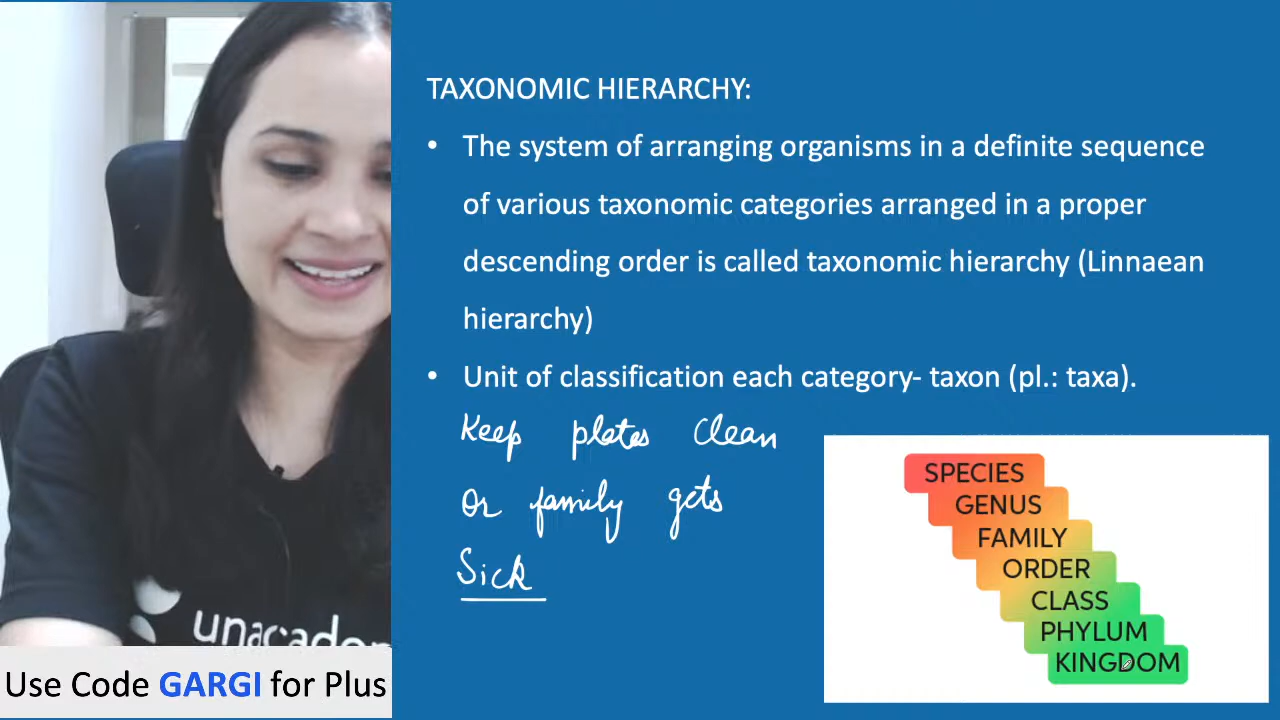 TAXONOMIC HIERARCHY:
• The system of arranging organisms in a definite sequence
of various taxonomic categories arranged in a proper
descending order is called taxonomic hierarchy (Linnaean
hierarchy)
• Unit of classification each category- taxon (pl.: taxa).
Keep plates clean
or family gets
Sick
SPECIES
GENUS
FAMILY
ORDER
CLASS
PHYLUM
KINGDOM
unacadem
Use Code GARGI for Plus